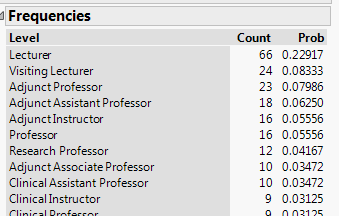 Frequencies
Level Count Prob
Lecturer 66 0.22917
Visiting Lecturer 24 0.08333
Adjunct Professor 23 0.07986
Adjunct Assistant Professor 18 0.06250
Adjunct Instructor 16 0.05556
Professor 16 0.05556
Research Professor 12 0.04167
Adjunct Associate Professor 10 0.03472
Clinical Assistant Professor 10 0.03472
Clinical Instructor 9 0.03125
Clinical Professor 9 0.03125